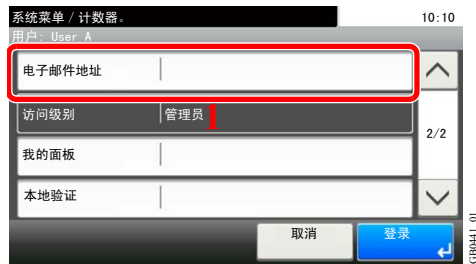 系统菜单 / 计数器。
10:10
用户: User A
电子邮件地址
访问级别
管理员
1
2/2
我的面板
本地验证
取消
登录
GB0644_01